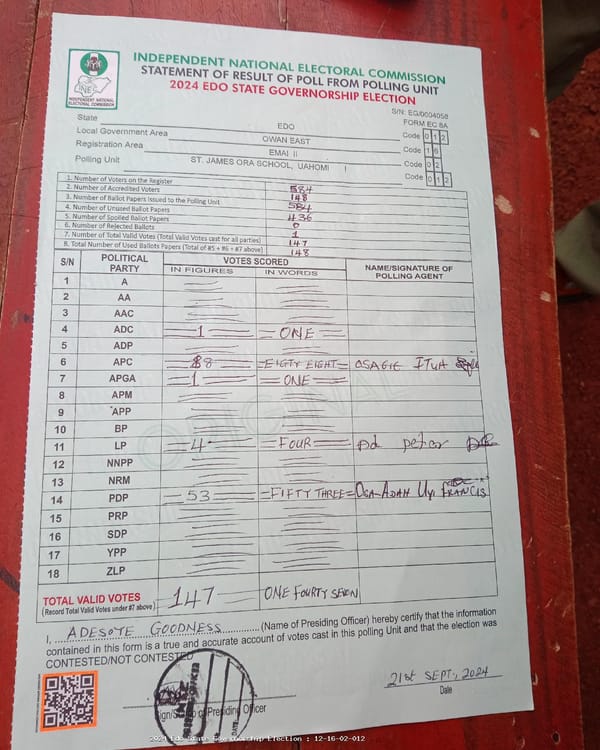 INDEPENDENT NATIONAL ELECTORAL COMMISSION
STATEMENT OF RESULT OF POLL FROM POLLING UNIT
2024 EDO STATE GOVERNORSHIP ELECTION
INEC
INDEPENDENT NATIONAL
ELECTORAL COMMISSION
S/N: EG/0004058
FORM EC 8A
State EDO Code 0 1 2
Local Government Area OWAN EAST Code 1 6
Registration Area EMAI II Code 0 2
Polling Unit ST. JAMES ORA SCHOOL, UAHOMI I Code 0 1 2
1. Number of Voters on the Register 584
2. Number of Accredited Voters 148
3. Number of Ballot Papers Issued to the Polling Unit 584
4. Number of Unused Ballot Papers 436
5. Number of Spoiled Ballot Papers 0
6. Number of Rejected Ballots 1
7. Number of Total Valid Votes (Total Valid Votes cast for all parties) 147
8. Total Number of Used Ballots Papers (Total of #5 + #6 + #7 above) 148
S/N POLITICAL PARTY VOTES SCORED NAME/SIGNATURE OF POLLING AGENT
IN FIGURES IN WORDS
1 A
2 AA
3 AAC
4 ADC 1 ONE
5 ADP
6 APC 88 EIGTY EIGHT OSAGIE ITUA
7 APGA 1 ONE
8 APM
9 APP
10 BP
11 LP 4 FOUR peter
12 NNPP
13 NRM
14 PDP 53 FIFTY THREE OGA-ADAH Uyi FRANCIS
15 PRP
16 SDP
17 YPP
18 ZLP
TOTAL VALID VOTES 147 ONE FOURTY SEVEN
(Record Total Valid Votes under #7 above)
I, ADESOTE GOODNESS (Name of Presiding Officer) hereby certify that the information
contained in this form is a true and accurate account of votes cast in this polling Unit and that the election was
CONTESTED/NOT CONTESTED
21st SEPT, 2024
of Presiding Officer
Date
DATE
ORIGINAL
2024 Edo State Governorship Election : 12-16-02-012